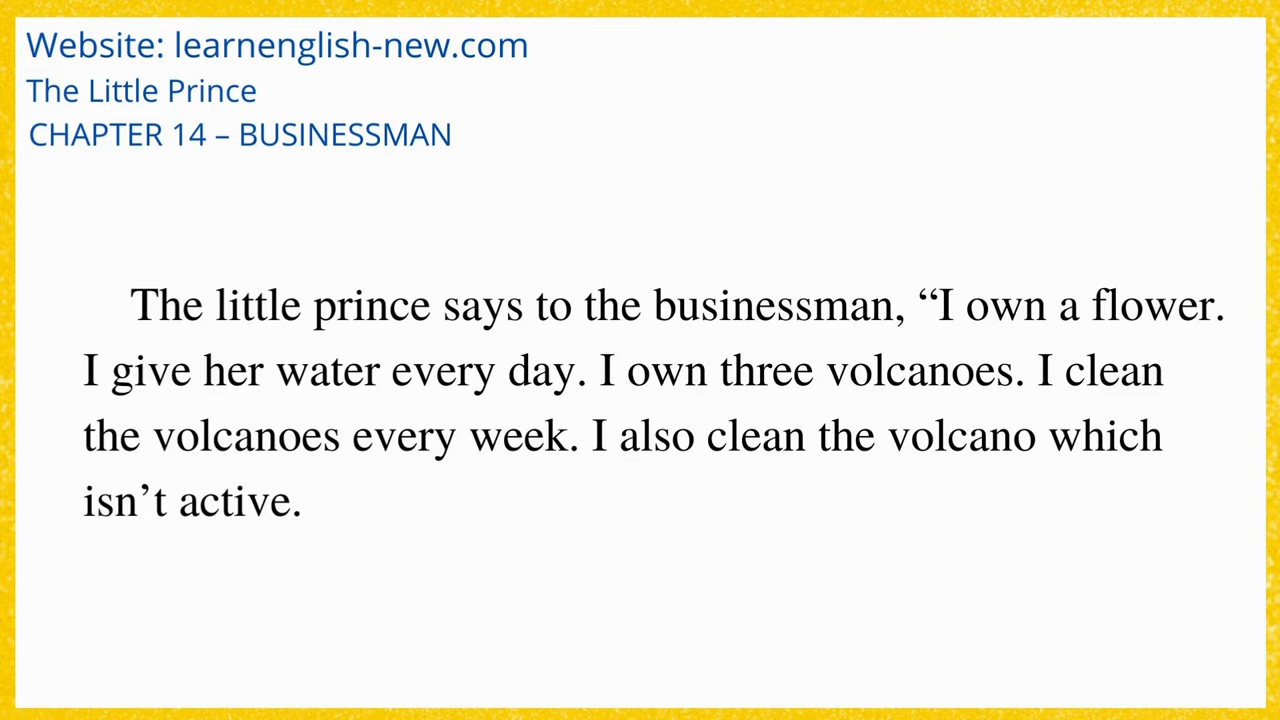 Website: learnenglish-new.com
The Little Prince
CHAPTER 14 – BUSINESSMAN
The little prince says to the businessman, “I own a flower.
I give her water every day. I own three volcanoes. I clean
the volcanoes every week. I also clean the volcano which
isn’t active.